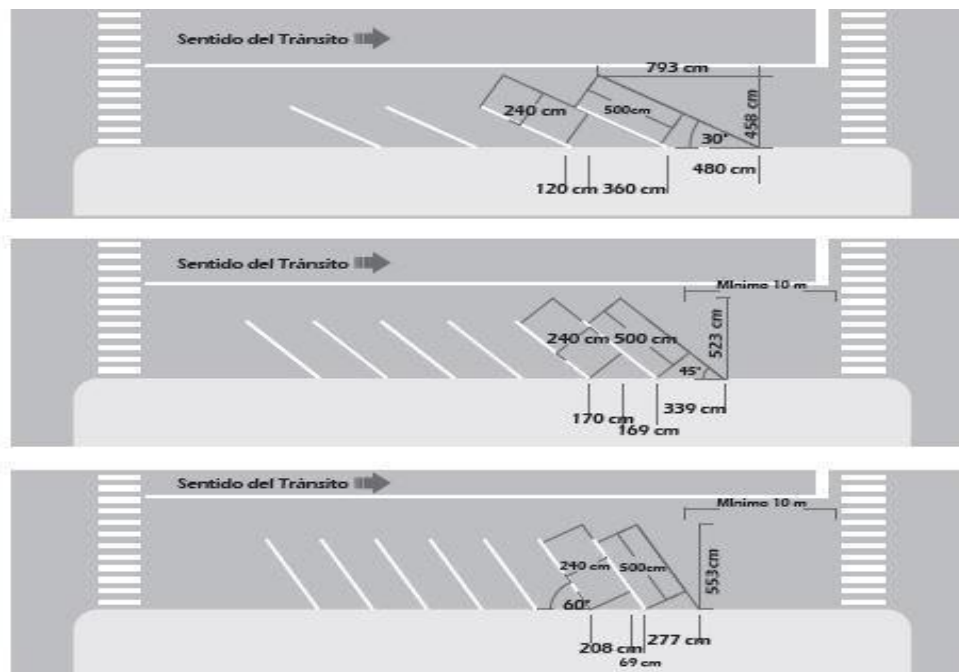 Sentido del Tránsito
793 cm
240 cm
500cm
458 cm
30°
480 cm
120 cm 360 cm
Sentido del Tránsito
Mínimo 10 m
240 cm 500 cm
523 cm
45°
339 cm
170 cm
169 cm
Sentido del Tránsito
Mínimo 10 m
240 cm
500cm
553cm
60°
208 cm
277 cm
69 cm